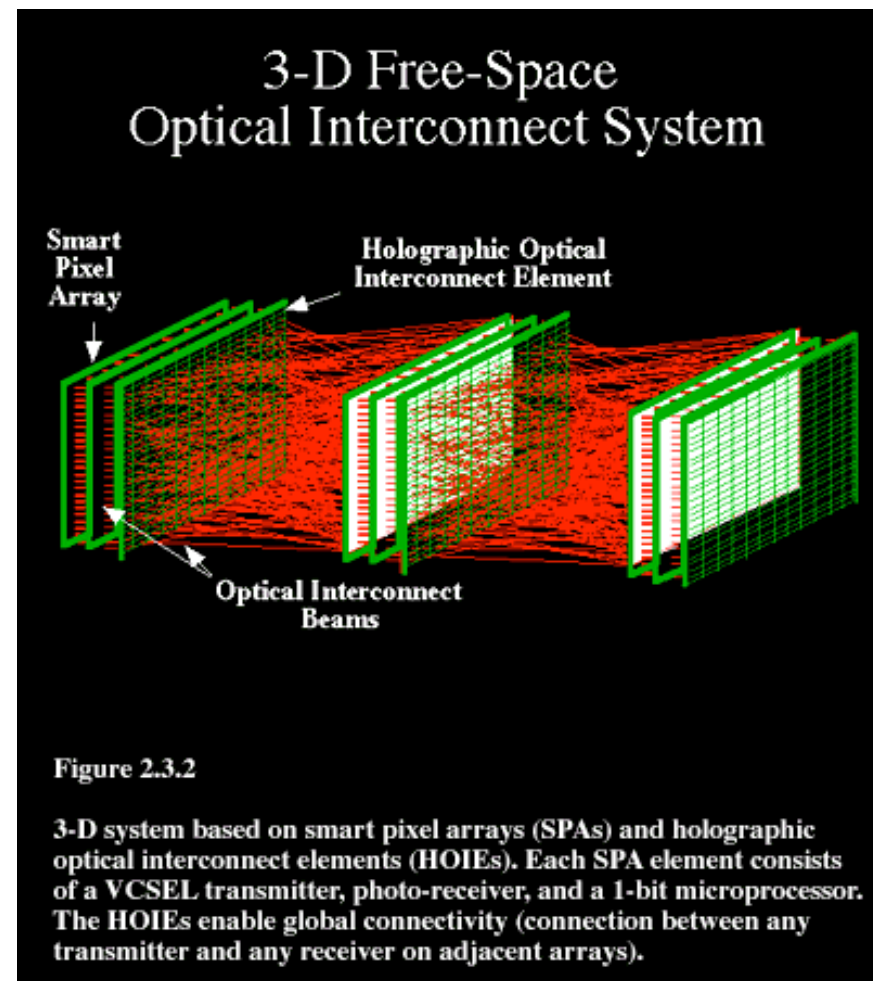 3-D Free-Space
Optical Interconnect System
Smart
Pixel
Array
Holographic Optical
Interconnect Element
Optical Interconnect
Beams
Figure 2.3.2
3-D system based on smart pixel arrays (SPAs) and holographic
optical interconnect elements (HOIEs). Each SPA element consists
of a VCSEL transmitter, photo-receiver, and a 1-bit microprocessor.
The HOIEs enable global connectivity (connection between any
transmitter and any receiver on adjacent arrays).